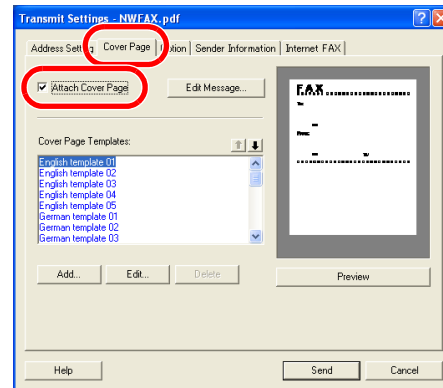 Transmit Settings - NWFAX.pdf
Address Setting Cover Page Option Sender Information Internet FAX
Attach Cover Page
Edit Message...
FAX
To:
From:
Cover Page Templates:
English template 01
English template 02
English template 03
English template 04
English template 05
German template 01
German template 02
German template 03
Add... Edit... Delete
Preview
Help Send Cancel